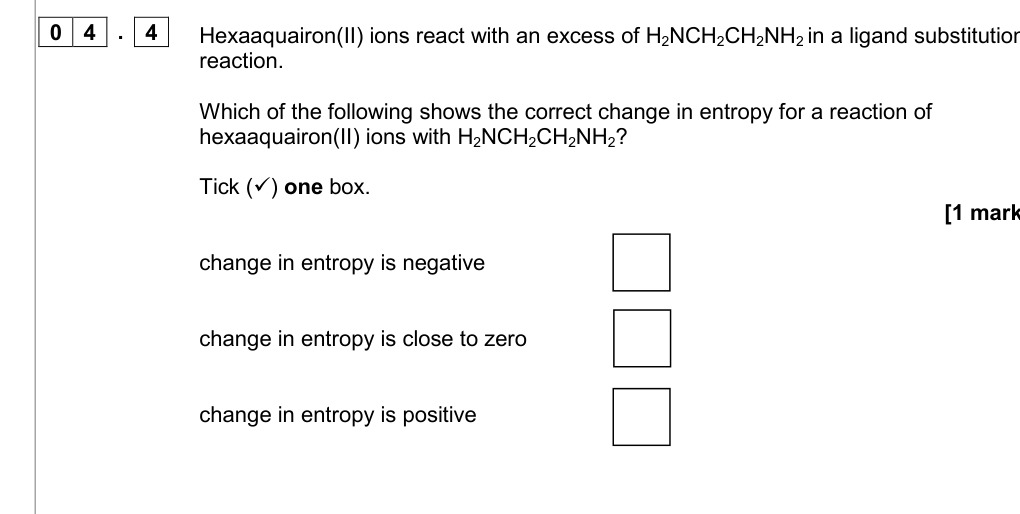 04.4 Hexaaquairon(II) ions react with an excess of H₂NCH₂CH₂NH₂ in a ligand substitution
reaction.
Which of the following shows the correct change in entropy for a reaction of
hexaaquairon(II) ions with H₂NCH₂CH₂NH₂?
Tick (✓) one box.
[1 mark
change in entropy is negative
change in entropy is close to zero
change in entropy is positive